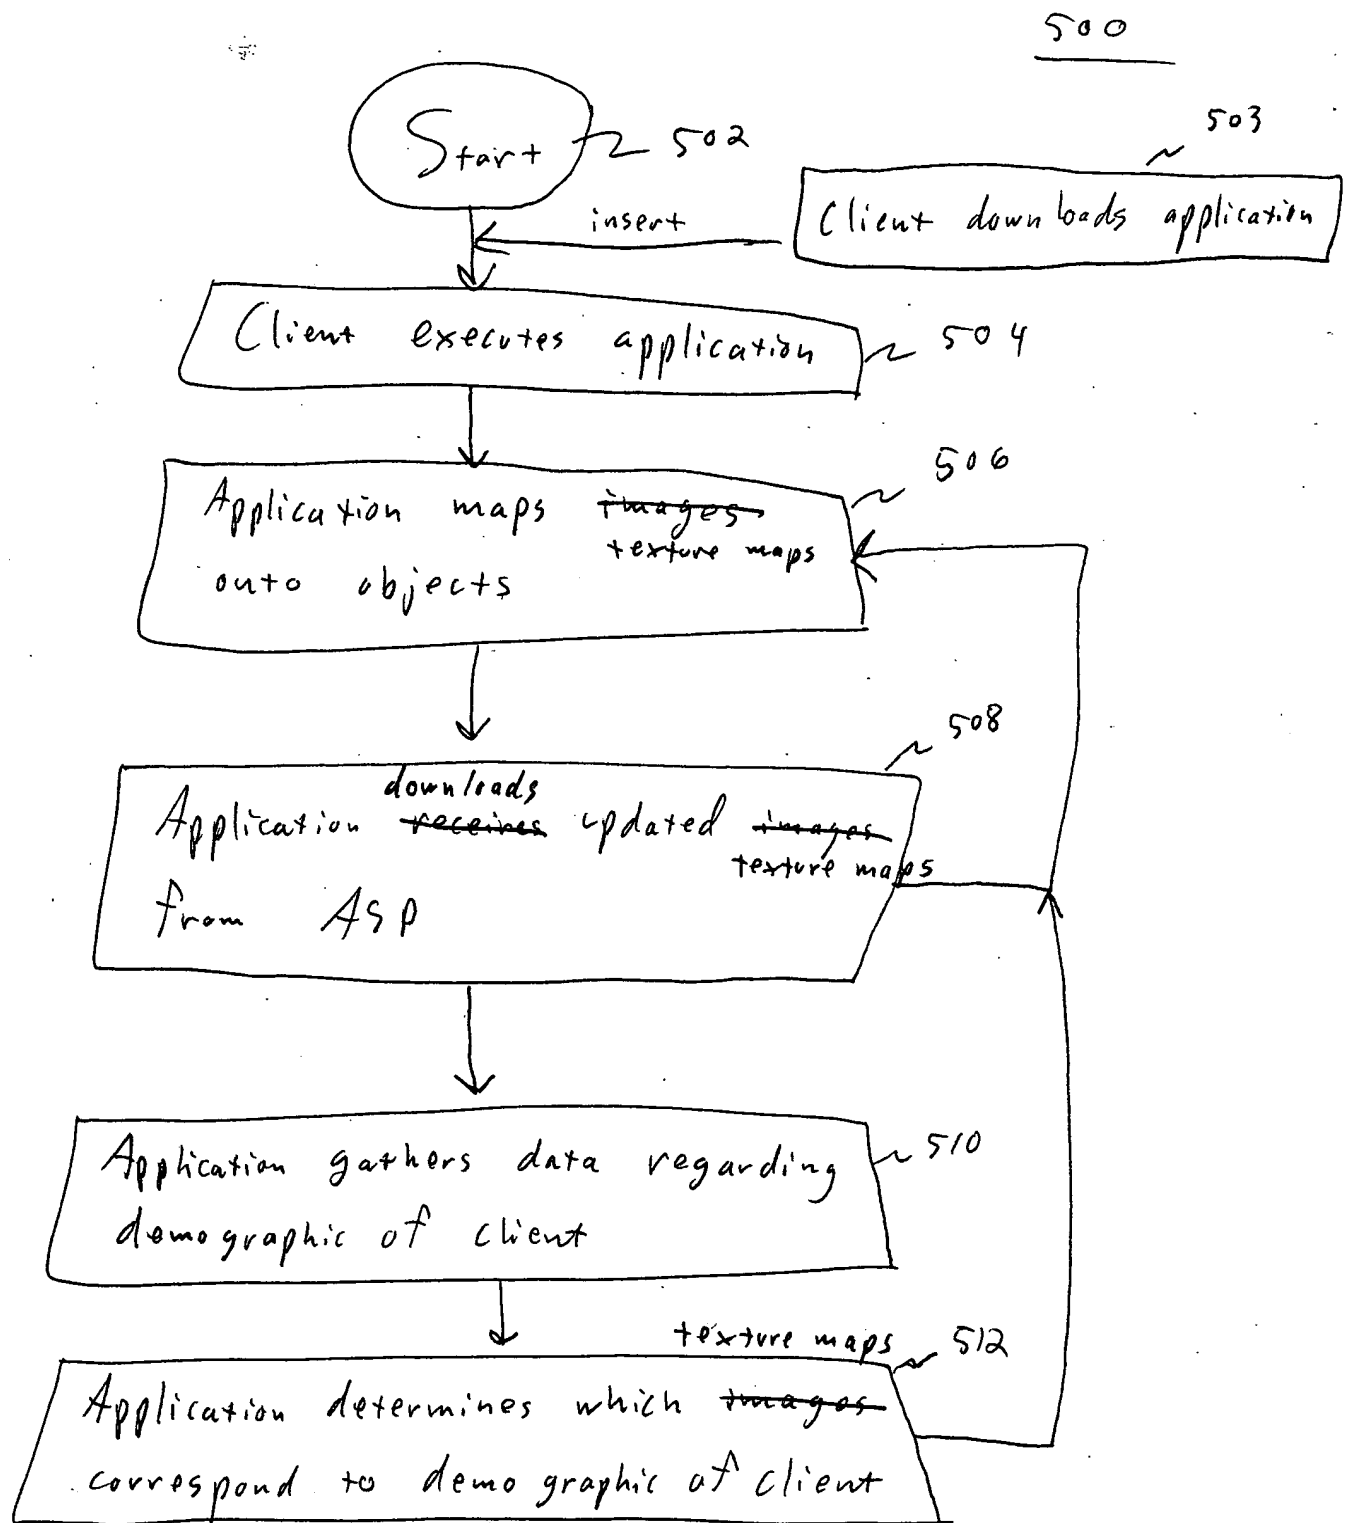 500
503
Start 502
insert
Client downloads application
Client executes application 504
506
Application maps ~~images~~
texture maps
onto objects
508
downloads
Application ~~receives~~ updated ~~images~~
texture maps
from ASP
Application gathers data regarding 510
demographic of client
texture maps 512
Application determines which ~~images~~
correspond to demographic of client